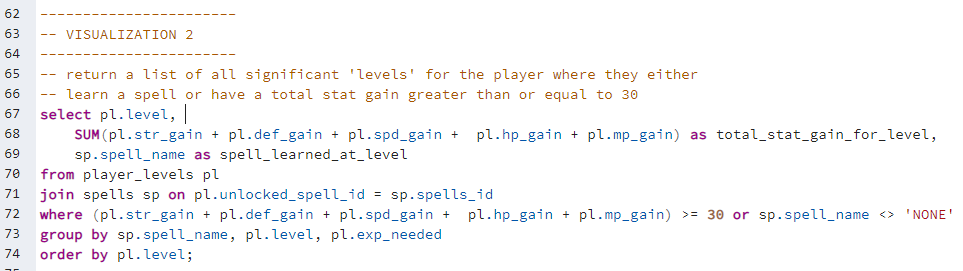 62 -----------------------
63 -- VISUALIZATION 2
64 -----------------------
65 -- return a list of all significant 'levels' for the player where they either
66 -- learn a spell or have a total stat gain greater than or equal to 30
67 select pl.level,
68     SUM(pl.str_gain + pl.def_gain + pl.spd_gain +  pl.hp_gain + pl.mp_gain) as total_stat_gain_for_level,
69     sp.spell_name as spell_learned_at_level
70 from player_levels pl
71 join spells sp on pl.unlocked_spell_id = sp.spells_id
72 where (pl.str_gain + pl.def_gain + pl.spd_gain +  pl.hp_gain + pl.mp_gain) >= 30 or sp.spell_name <> 'NONE'
73 group by sp.spell_name, pl.level, pl.exp_needed
74 order by pl.level;